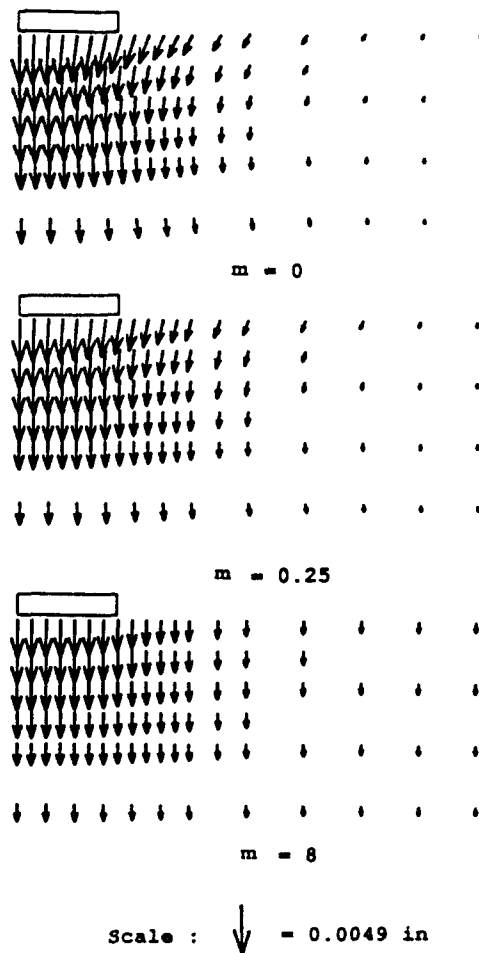 m = 0
m = 0.25
m = 8
Scale : = 0.0049 in